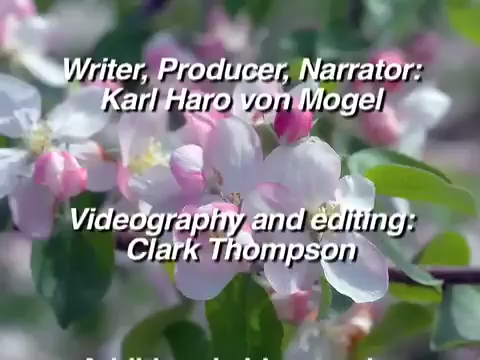 Writer, Producer, Narrator:
Karl Haro von Mogel
Videography and editing:
Clark Thompson